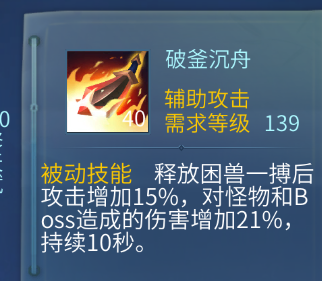 破釜沉舟
40
辅助攻击
需求等级 139
被动技能 释放困兽一搏后
攻击增加15%，对怪物和B
oss造成的伤害增加21%，
持续10秒。